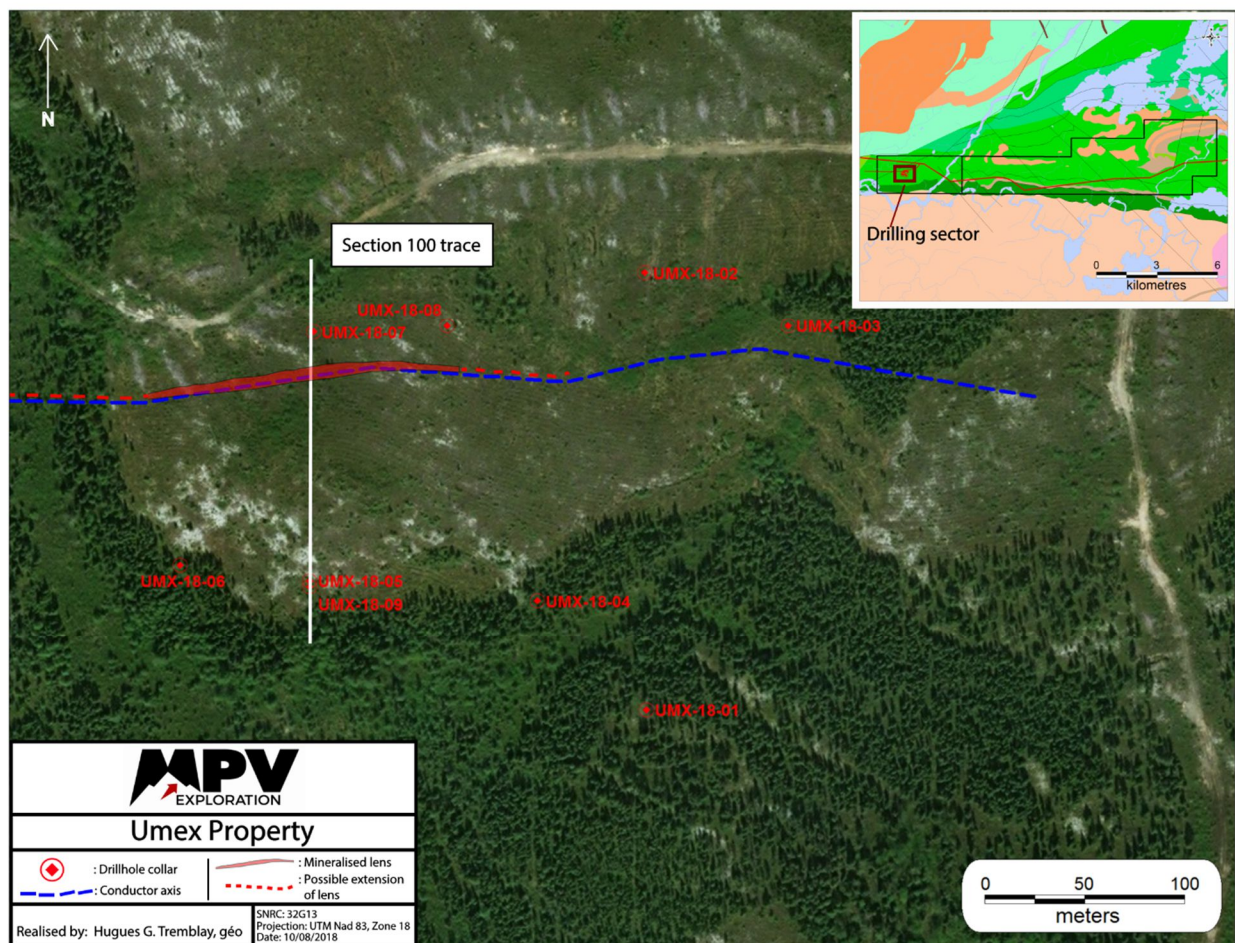 N
Section 100 trace
Drilling sector
0 3 6
kilometres
UMX-18-02
UMX-18-08
UMX-18-07
UMX-18-03
UMX-18-06
UMX-18-05
UMX-18-09
UMX-18-04
UMX-18-01
MPV
EXPLORATION
Umex Property
: Drillhole collar
: Conductor axis
: Mineralised lens
: Possible extension
of lens
Realised by: Hugues G. Tremblay, géo
SNRC: 32G13
Projection: UTM Nad 83, Zone 18
Date: 10/08/2018
0 50 100
meters